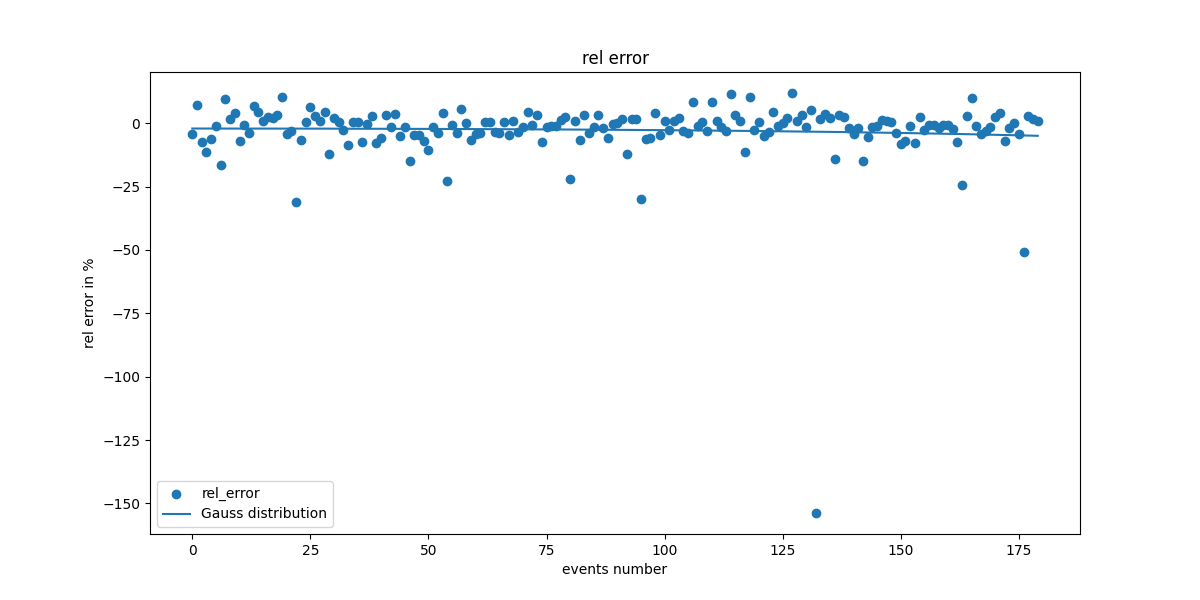 rel error
0
−25
−50
−75
−100
−125
−150
rel error in %
rel_error
Gauss distribution
0 25 50 75 100 125 150 175
events number